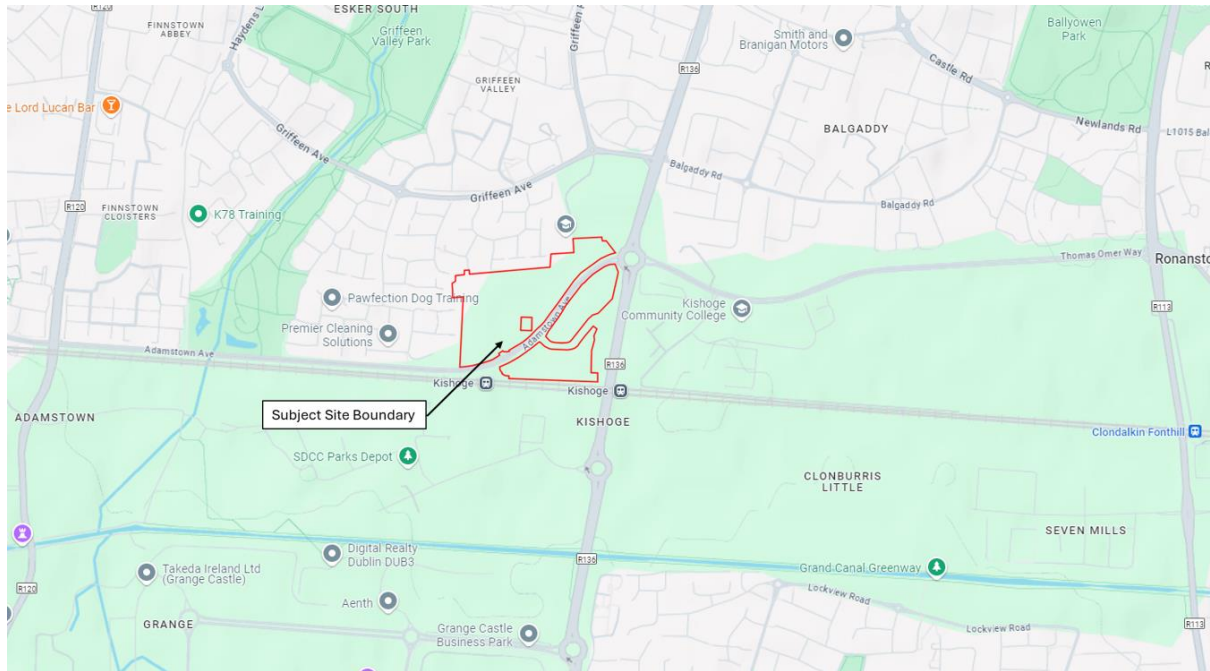 R120
FINNSTOWN
ABBEY
ESKER SOUTH
Griffeen
Valley Park
Griffeen
Smith and
Branigan Motors
Ballyowen
Park
Castle Rd
R136
GRIFFEEN
VALLEY
e Lord Lucan Bar
Griffeen Ave
BALGADDY
Newlands Rd
L1015 Bal
Balgaddy Rd
Griffeen Ave
Balgaddy Rd
R120
FINNSTOWN
CLOISTERS
K78 Training
Thomas Omer Way
Ronansto
Pawfection Dog Training
Kishoge
Community College
Premier Cleaning
Solutions
Adamstown Ave
R113
Adamstown Ave
R136
Kishoge
Kishoge
Subject Site Boundary
ADAMSTOWN
KISHOGE
Clondalkin Fonthill
SDCC Parks Depot
CLONBURRIS
LITTLE
SEVEN MILLS
Digital Realty
Dublin DUB3
R136
Takeda Ireland Ltd
(Grange Castle)
Grand Canal Greenway
R120
Aenth
Lockview Road
GRANGE
Grange Castle
Business Park
Lockview Road
R113